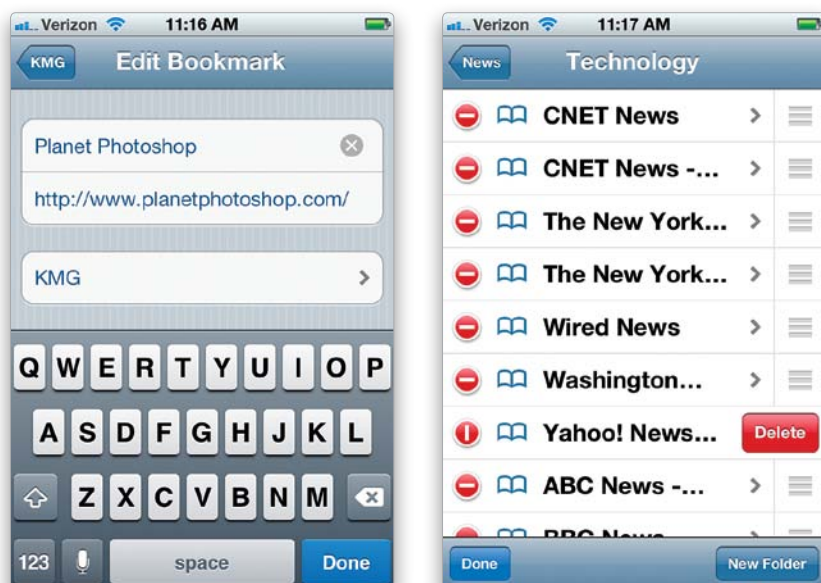 Verizon 11:16 AM
KMG Edit Bookmark
Planet Photoshop
http://www.planetphotoshop.com/
KMG
Q W E R T Y U I O P
A S D F G H J K L
Z X C V B N M
123 space Done
Verizon 11:17 AM
News Technology
CNET News
CNET News -...
The New York...
The New York...
Wired News
Washington...
Yahoo! News... Delete
ABC News -...
BBC News
Done New Folder